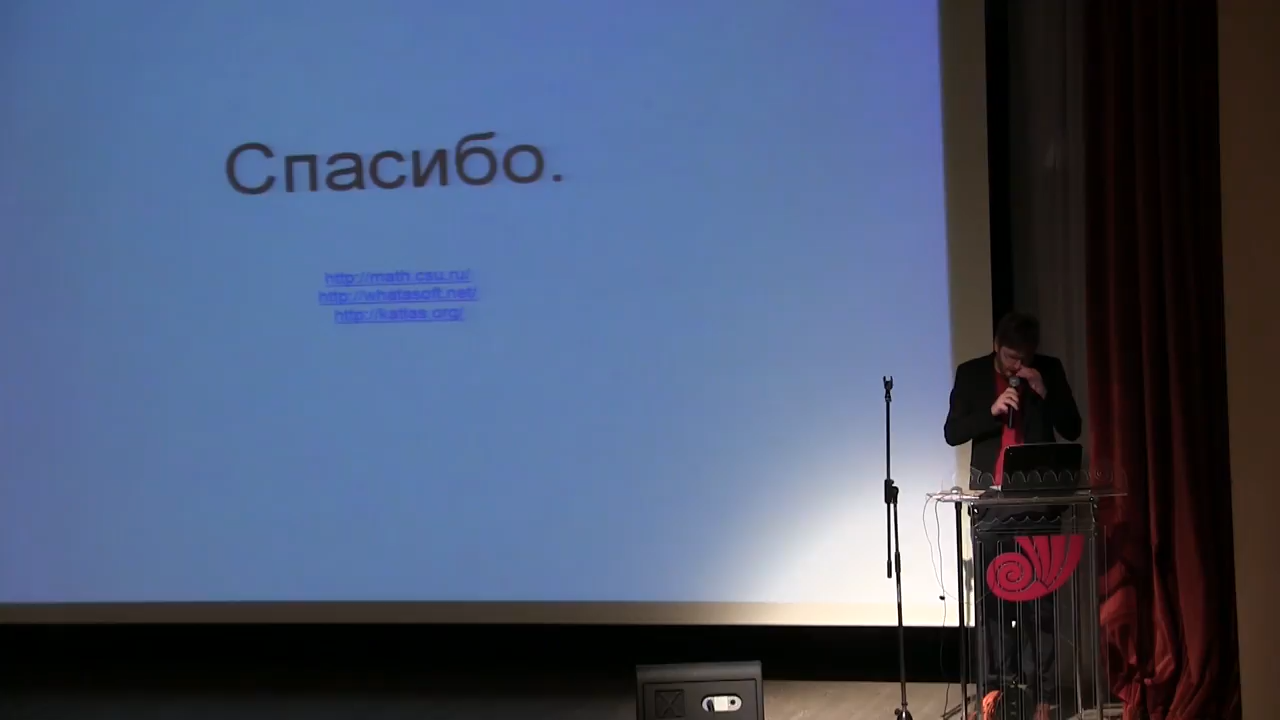 Спасибо.
http://math.csu.ru/
http://whatasoft.net/
http://katlas.org/